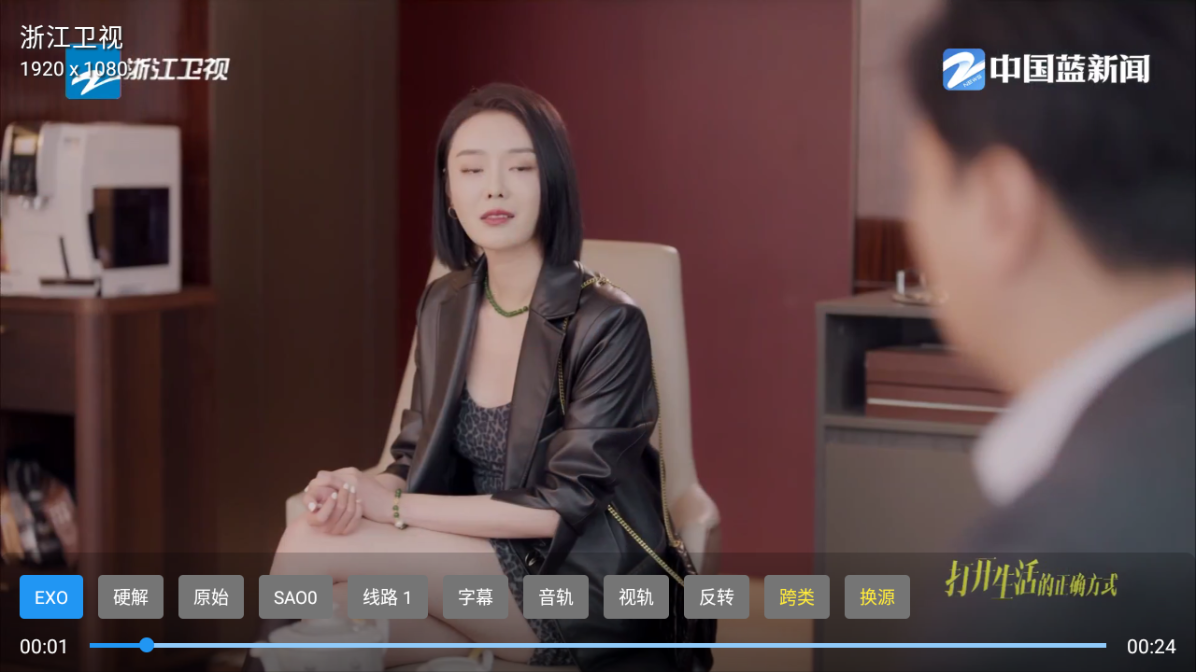 浙江卫视
1920 x 1080
浙江卫视
中国蓝新闻
NEWS
打开生活的正确方式
EXO
硬解
原始
SAO0
线路 1
字幕
音轨
视轨
反转
跨类
换源
00:01
00:24